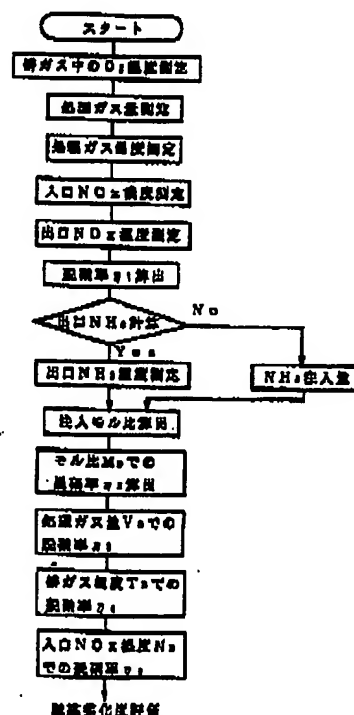 スタート
排ガス中のO₂濃度測定
処理ガス量測定
処理ガス温度測定
入口NOx濃度測定
出口NOx濃度測定
脱硝率η₁算出
出口NH₃計算
No
Yes
出口NH₃濃度測定
NH₃注入量
注入モル比算出
モル比M₀での
脱硝率η₂算出
処理ガス量V₀での
脱硝率η₃
排ガス温度T₀での
脱硝率η₄
入口NOx濃度N₀
での脱硝率η₅
触媒劣化度評価